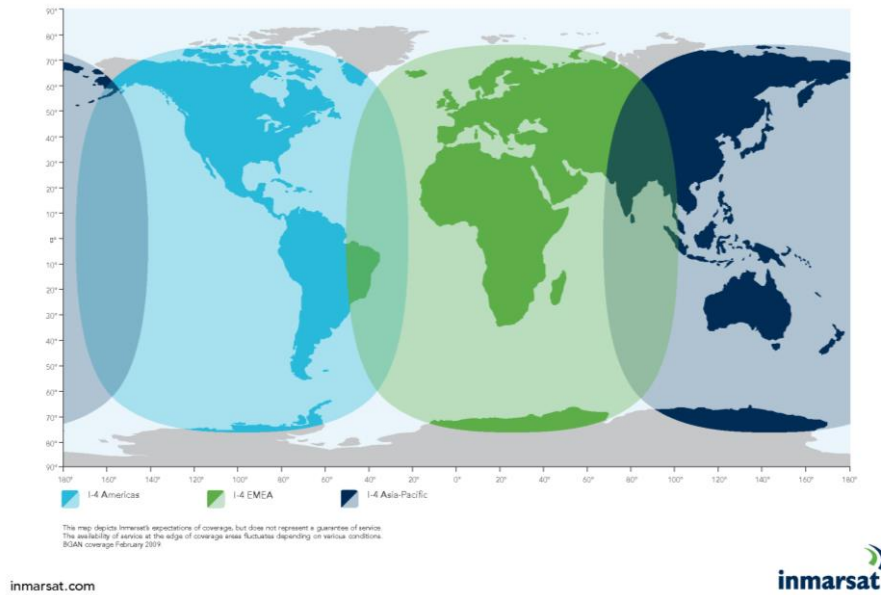 90°
80°
70°
60°
50°
40°
30°
20°
10°
0°
10°
20°
30°
40°
50°
60°
70°
80°
90°
180° 160° 140° 120° 100° 80° 60° 40° 20° 0° 20° 40° 60° 80° 100° 120° 140° 160° 180°
I-4 Americas I-4 EMEA I-4 Asia-Pacific
This map depicts Inmarsat's expectations of coverage, but does not represent a guarantee of service.
The availability of service at the edge of coverage areas fluctuates depending on various conditions.
BGAN coverage February 2009.
inmarsat.com
inmarsat